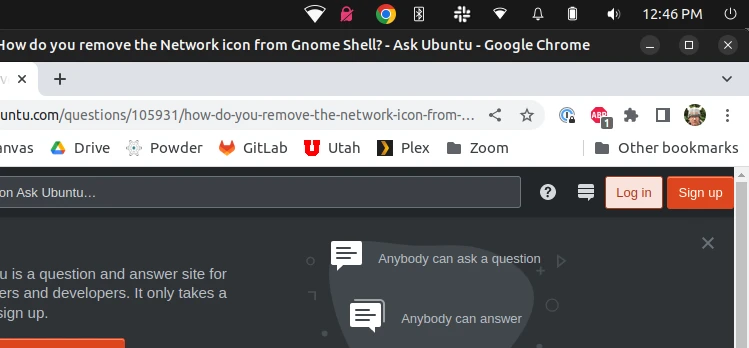 12:46 PM
How do you remove the Network icon from Gnome Shell? - Ask Ubuntu - Google Chrome
untu.com/questions/105931/how-do-you-remove-the-network-icon-from-...
ABP
1
anvas Drive Powder GitLab Utah Plex Zoom Other bookmarks
on Ask Ubuntu... Log in Sign up
Anybody can ask a question
u is a question and answer site for
ers and developers. It only takes a
sign up.
Anybody can answer